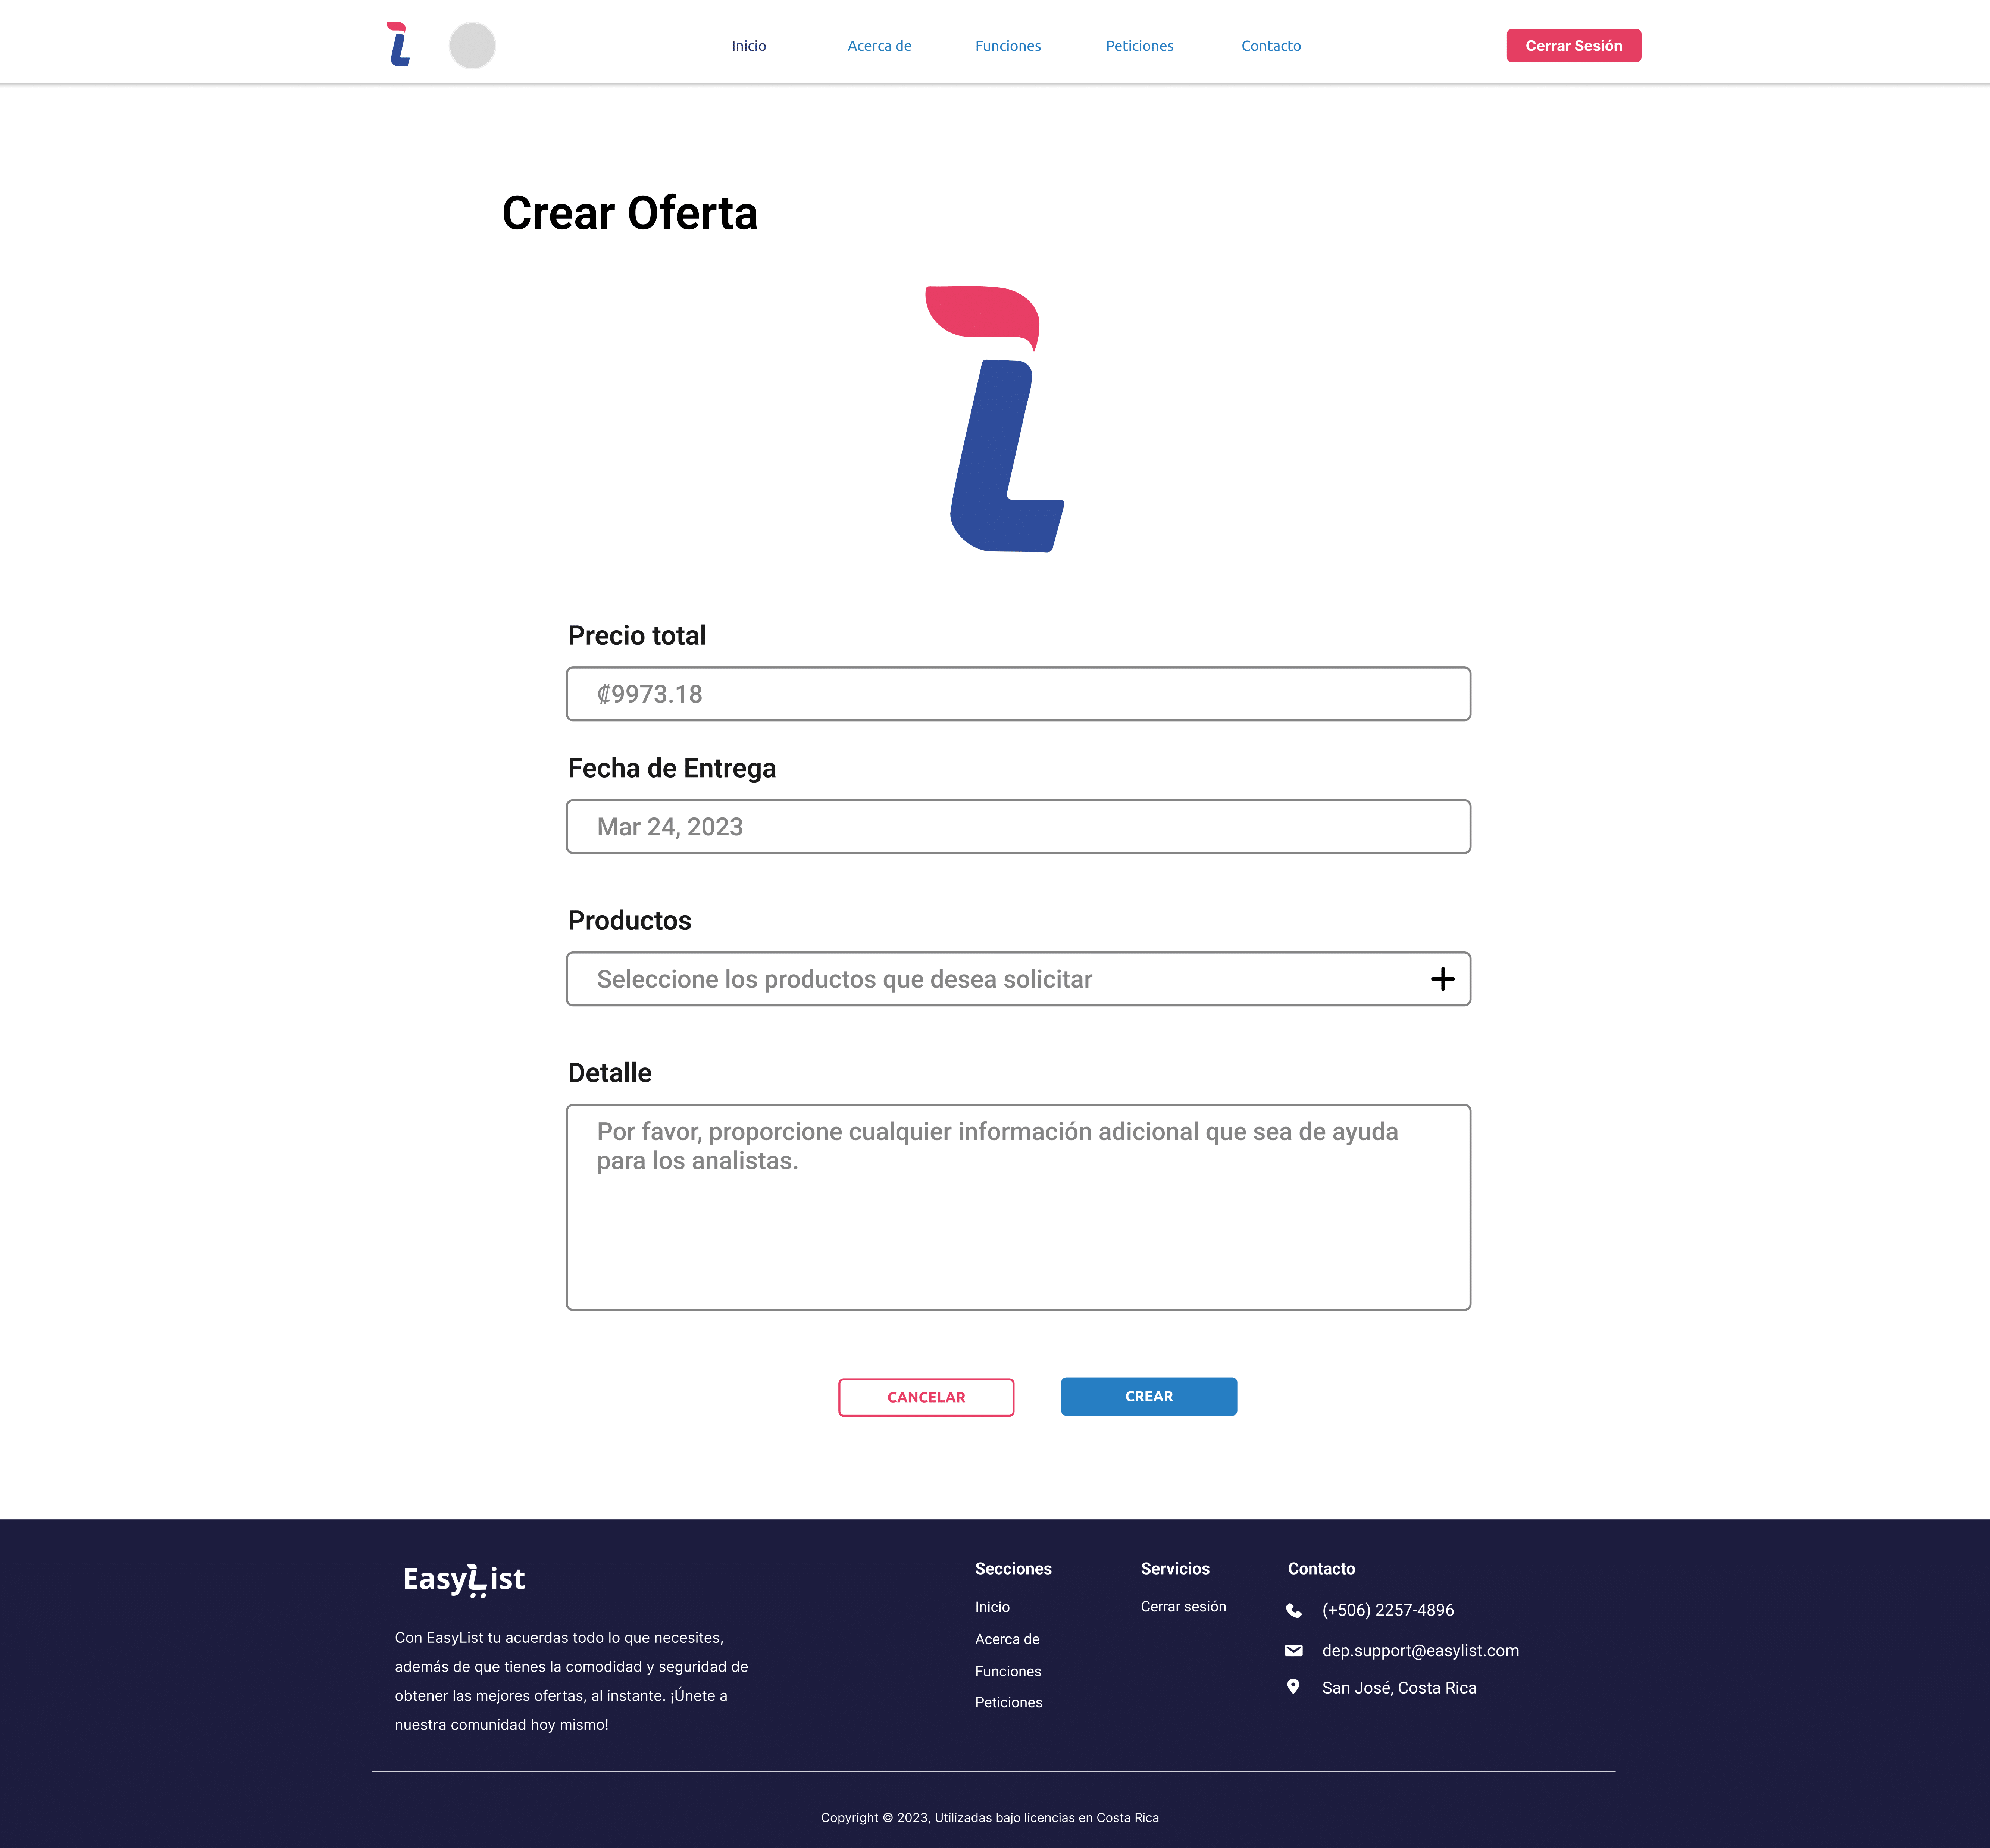 Inicio
Acerca de
Funciones
Peticiones
Contacto
Cerrar Sesión
Crear Oferta
Precio total
₡9973.18
Fecha de Entrega
Mar 24, 2023
Productos
Seleccione los productos que desea solicitar
Detalle
Por favor, proporcione cualquier información adicional que sea de ayuda
para los analistas.
CANCELAR
CREAR
EasyList
Con EasyList tu acuerdas todo lo que necesites,
además de que tienes la comodidad y seguridad de
obtener las mejores ofertas, al instante. ¡Únete a
nuestra comunidad hoy mismo!
Secciones
Inicio
Acerca de
Funciones
Peticiones
Servicios
Cerrar sesión
Contacto
(+506) 2257-4896
dep.support@easylist.com
San José, Costa Rica
Copyright © 2023, Utilizadas bajo licencias en Costa Rica